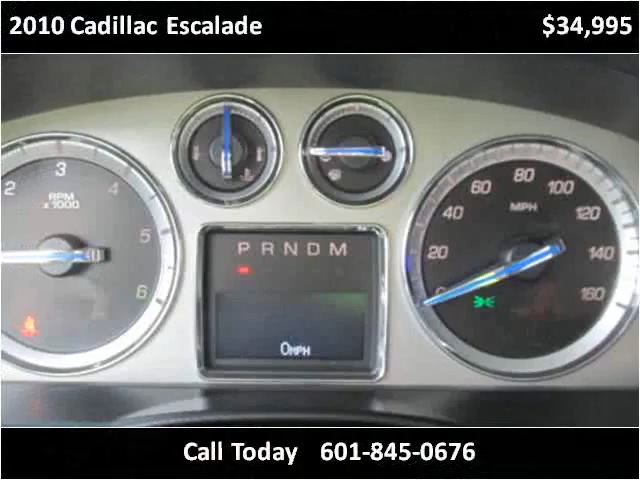 2010 Cadillac Escalade $34,995
2 3 4 5 6
RPM
x1000
P R N D M
0MPH
0 20 40 60 80 100 120 140 160
MPH
Call Today 601-845-0676